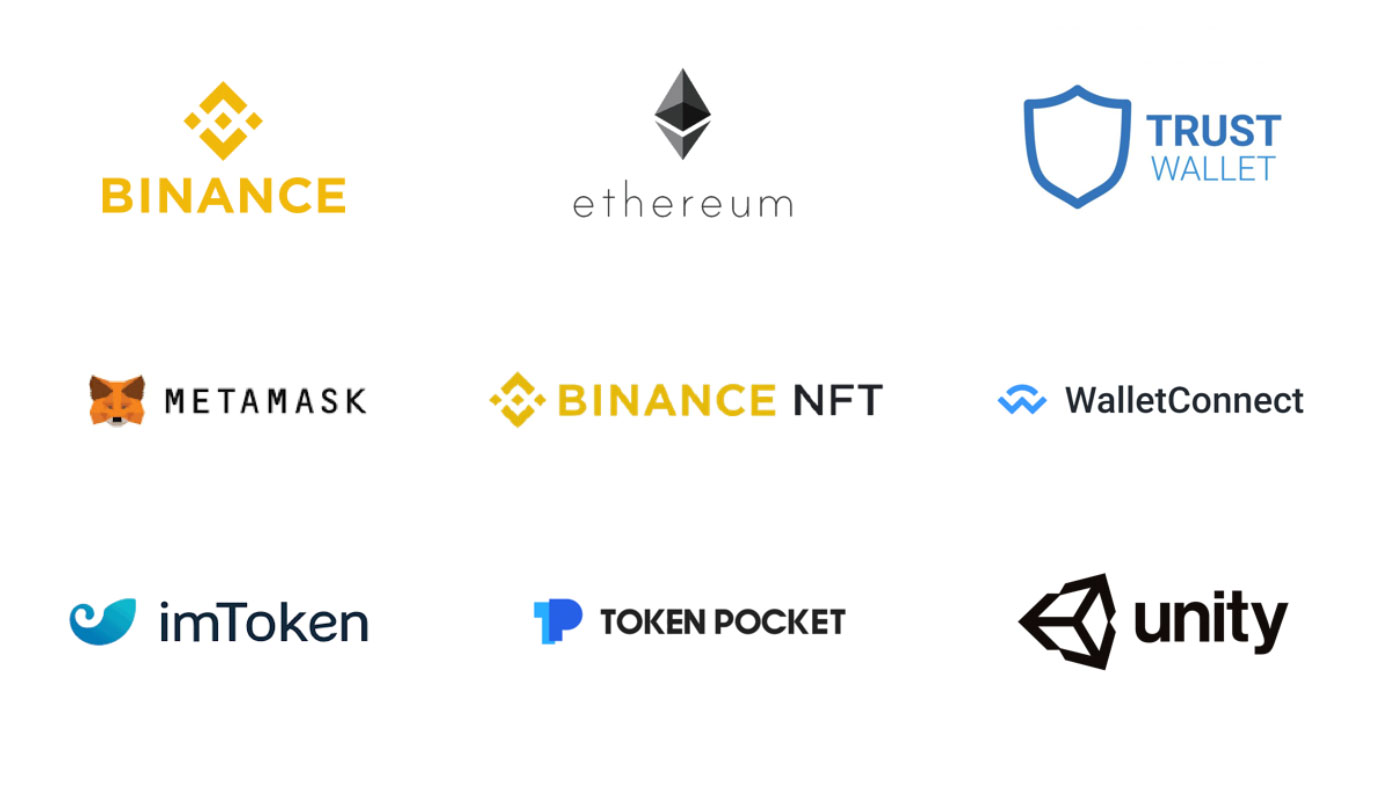 BINANCE
ethereum
TRUST
WALLET
METAMASK
BINANCE NFT
WalletConnect
imToken
TOKEN POCKET
unity